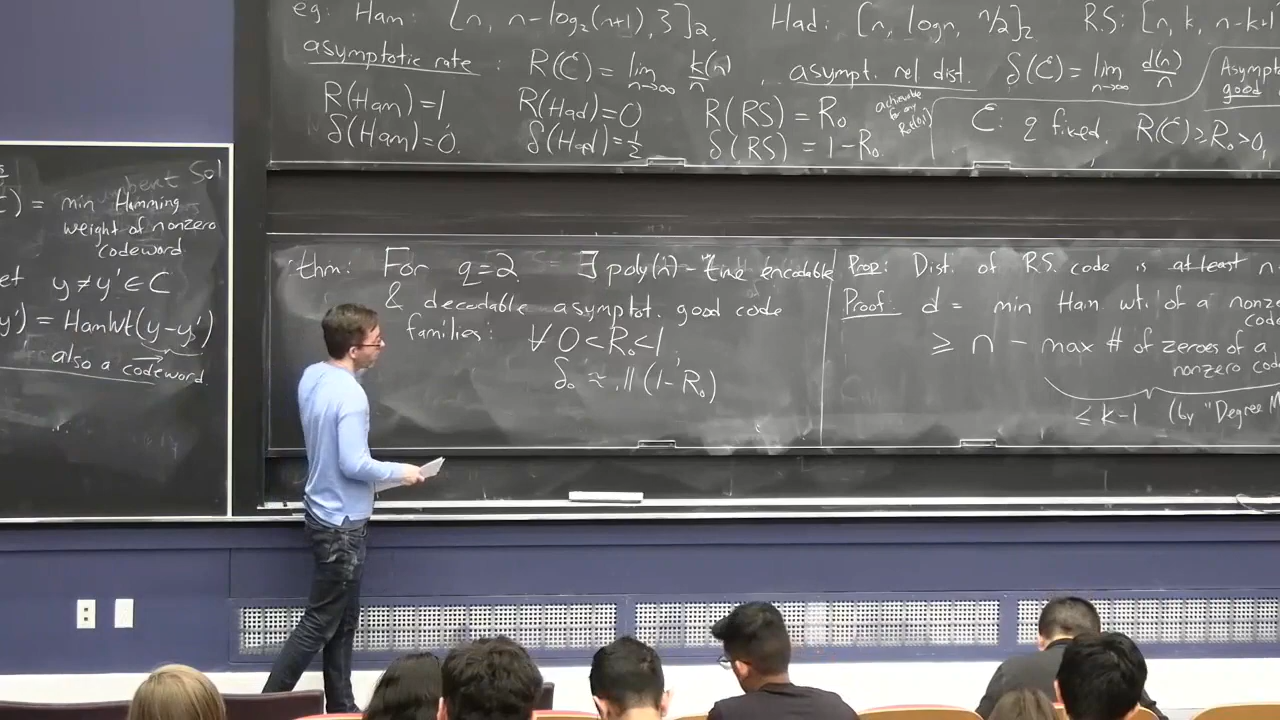 eg: Ham: [n, n-log₂(n+1), 3]₂, Had: [n, logn, n/2]₂ RS: [n, k, n-k+1
asymptotic rate : R(C) = lim n→∞ k(n)/n , asympt. rel. dist. δ(C) = lim n→∞ d(n)/n
R(Ham)=1, R(Had)=0 R(RS) = R₀ achievable for any
δ(Ham)=0. δ(Had)=½ δ(RS) = 1-R₀.
C: q fixed, R(C) ≥ R₀ > 0,
Asympt
good
C) = min Hamming
weight of nonzero
codeword
et y≠y'∈C
y') = HamWt(y-y')
also a codeword.
thm: For q=2 ∃ poly(n)-time encodable
& decodable asymptot. good code
families: ∀ 0<R₀<1,
δ₀ ≈ .11(1-R₀)
Prop: Dist. of R.S. code is at least n
Proof: d = min Ham. wt. of a nonze
code
≥ n - max # of zeroes of a
nonzero cod
≤ k-1 (by "Degree M